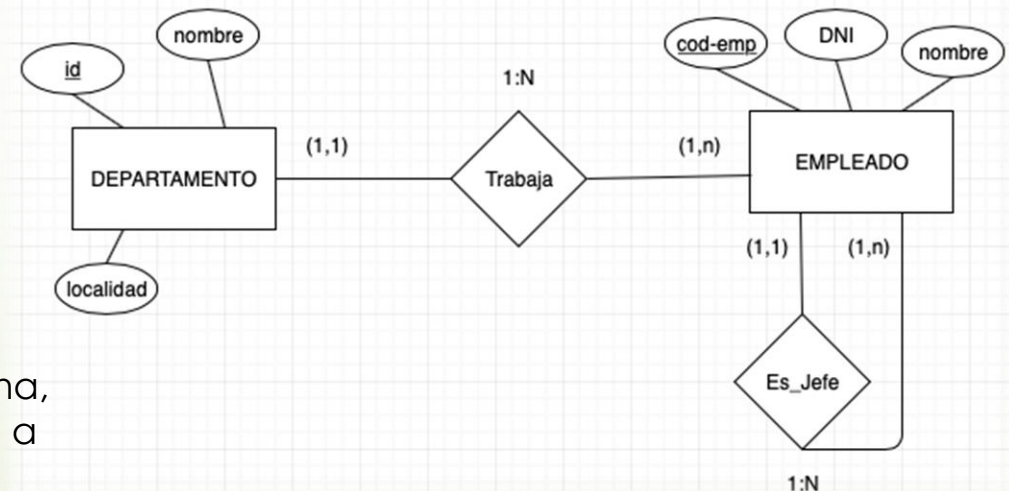 nombre
id
DEPARTAMENTO
localidad
(1,1)
1:N
Trabaja
(1,n)
cod-emp
DNI
nombre
EMPLEADO
(1,1)
(1,n)
Es_Jefe
1:N
a